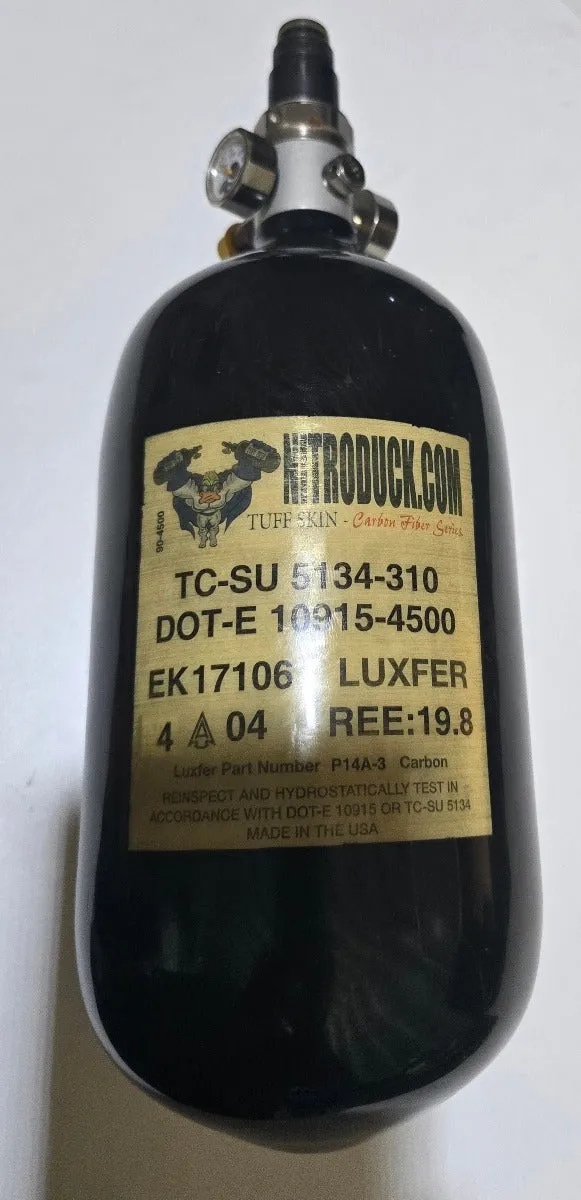 NITRODUCK.COM
TUFF SKIN - Carbon Fiber Series
90-4500
TC-SU 5134-310
DOT-E 10915-4500
EK17106 LUXFER
4 04 REE:19.8
Luxfer Part Number P14A-3 Carbon
REINSPECT AND HYDROSTATICALLY TEST IN
ACCORDANCE WITH DOT-E 10915 OR TC-SU 5134
MADE IN THE USA